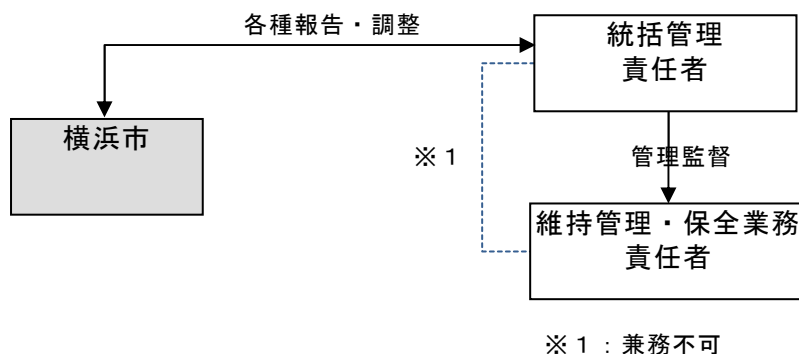 各種報告・調整
統括管理
責任者
横浜市
※1
管理監督
維持管理・保全業務
責任者
※1：兼務不可